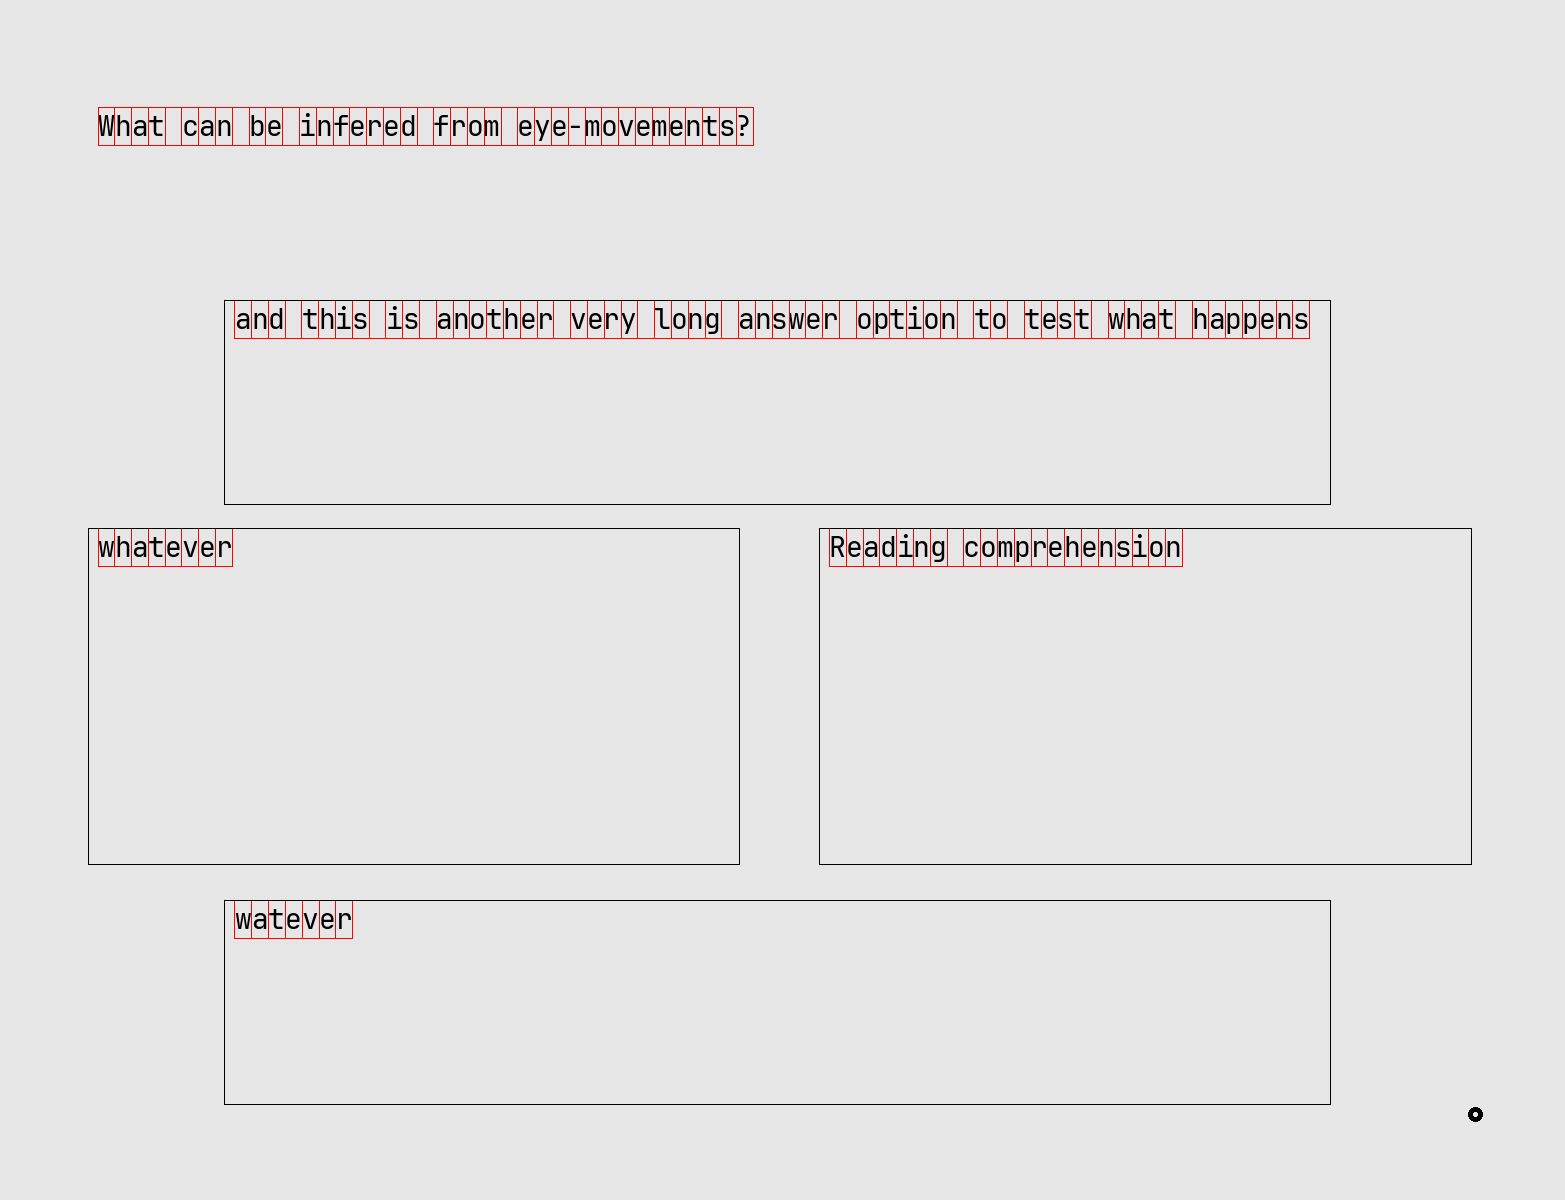 What can be infered from eye-movements?
and this is another very long answer option to test what happens
whatever
Reading comprehension
watever